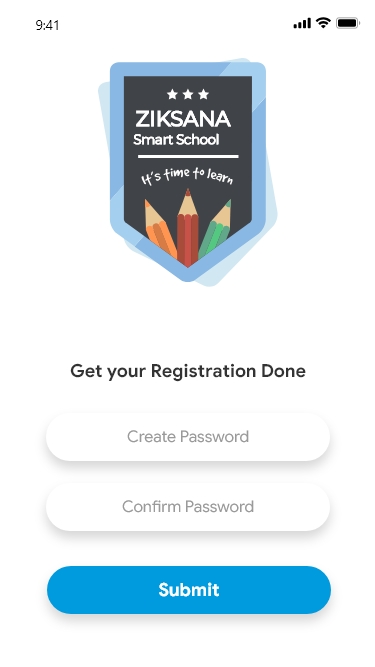 9:41
ZIKSANA
Smart School
It's time to learn
Get your Registration Done
Create Password
Confirm Password
Submit